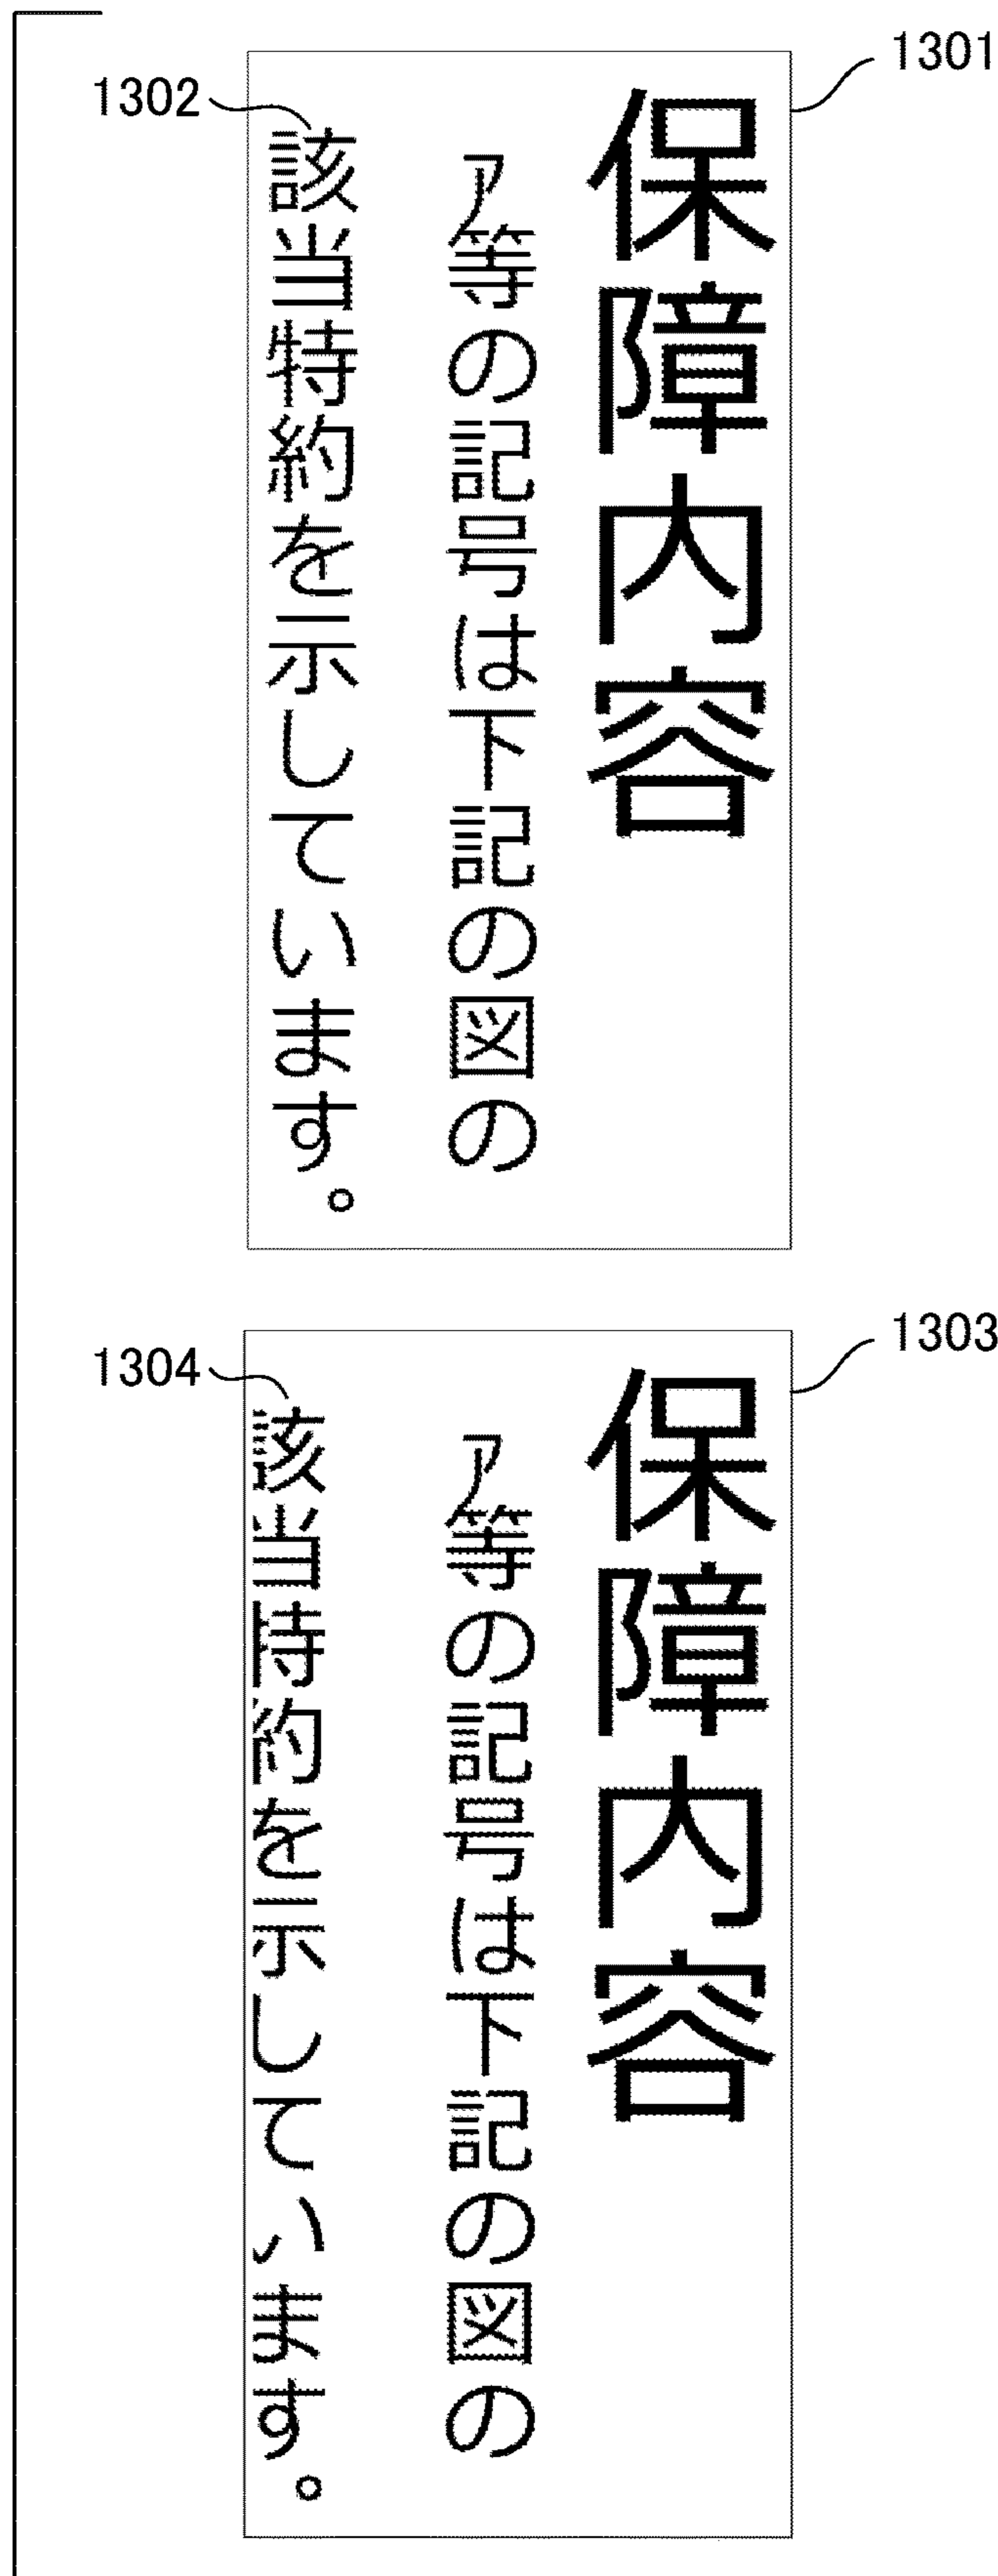 1301
保障内容
ア等の記号は下記の図の
1302
該当特約を示しています。
1303
保障内容
ア等の記号は下記の図の
1304
該当特約を示しています。